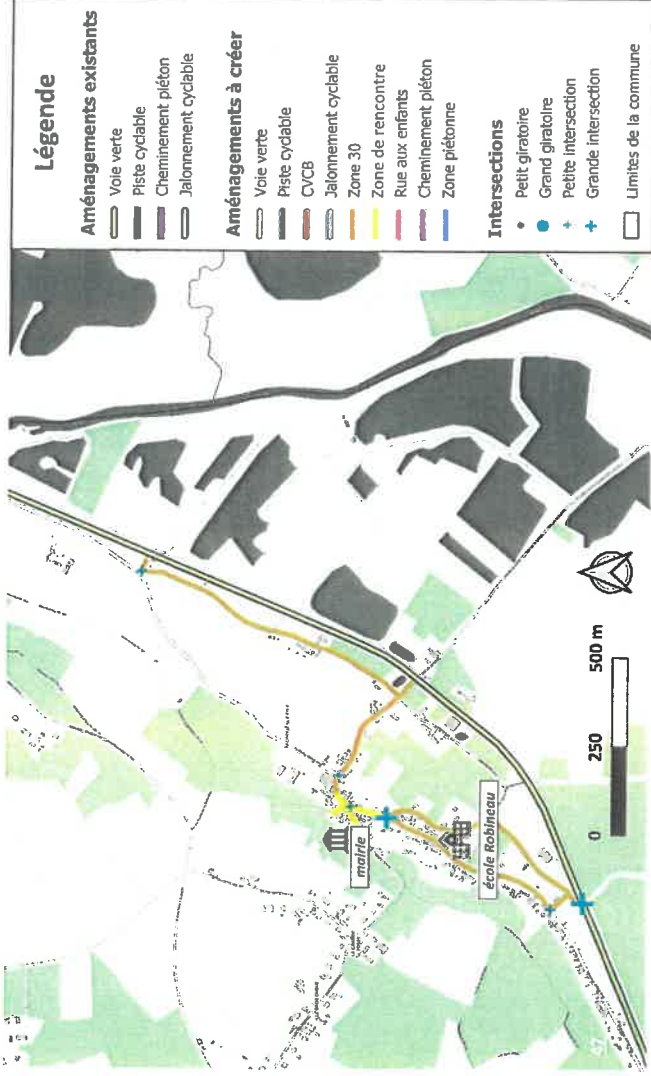 Légende
Aménagements existants
Voie verte
Piste cyclable
Cheminement piéton
Jalonnement cyclable
Aménagements à créer
Voie verte
Piste cyclable
CVCB
Jalonnement cyclable
Zone 30
Zone de rencontre
Rue aux enfants
Cheminement piéton
Zone piétonne
Intersections
Petit giratoire
Grand giratoire
Petite intersection
Grande intersection
Limites de la commune
mairie
école Robineau
0 250 500 m
47